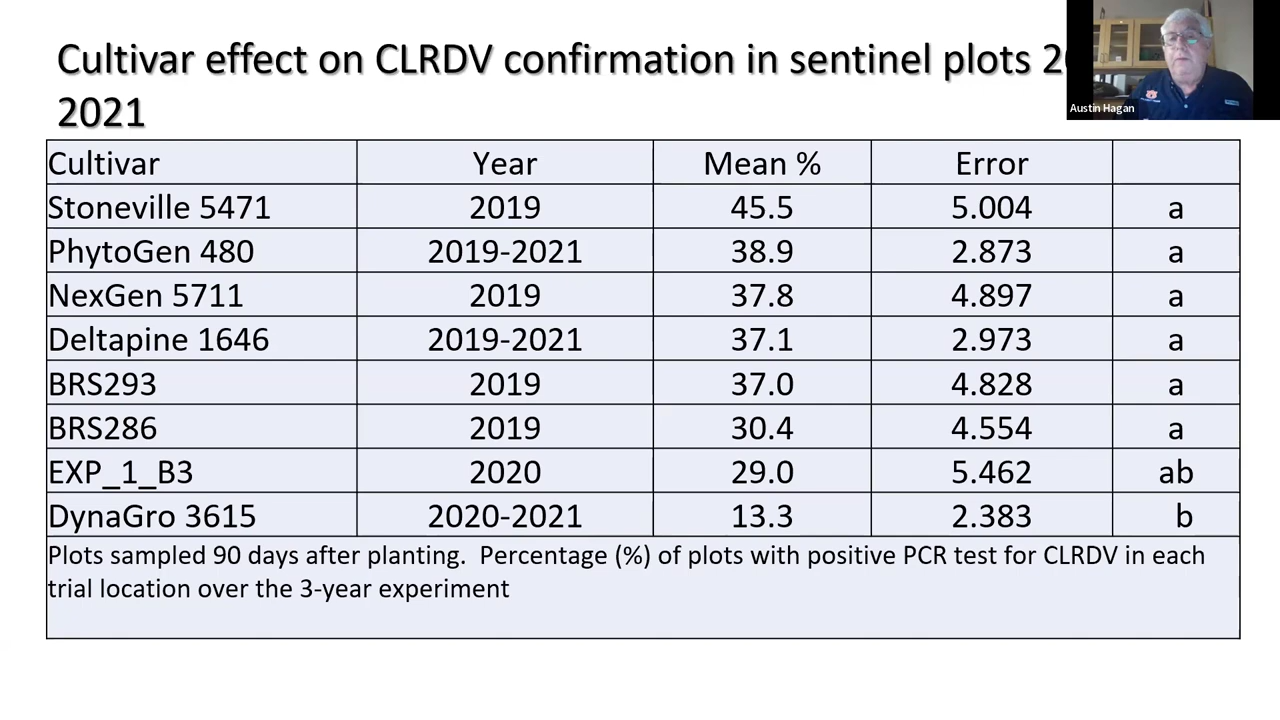 Cultivar effect on CLRDV confirmation in sentinel plots
2021
Austin Hagan
Cultivar Year Mean % Error
Stoneville 5471 2019 45.5 5.004 a
PhytoGen 480 2019-2021 38.9 2.873 a
NexGen 5711 2019 37.8 4.897 a
Deltapine 1646 2019-2021 37.1 2.973 a
BRS293 2019 37.0 4.828 a
BRS286 2019 30.4 4.554 a
EXP_1_B3 2020 29.0 5.462 ab
DynaGro 3615 2020-2021 13.3 2.383 b
Plots sampled 90 days after planting. Percentage (%) of plots with positive PCR test for CLRDV in each
trial location over the 3-year experiment